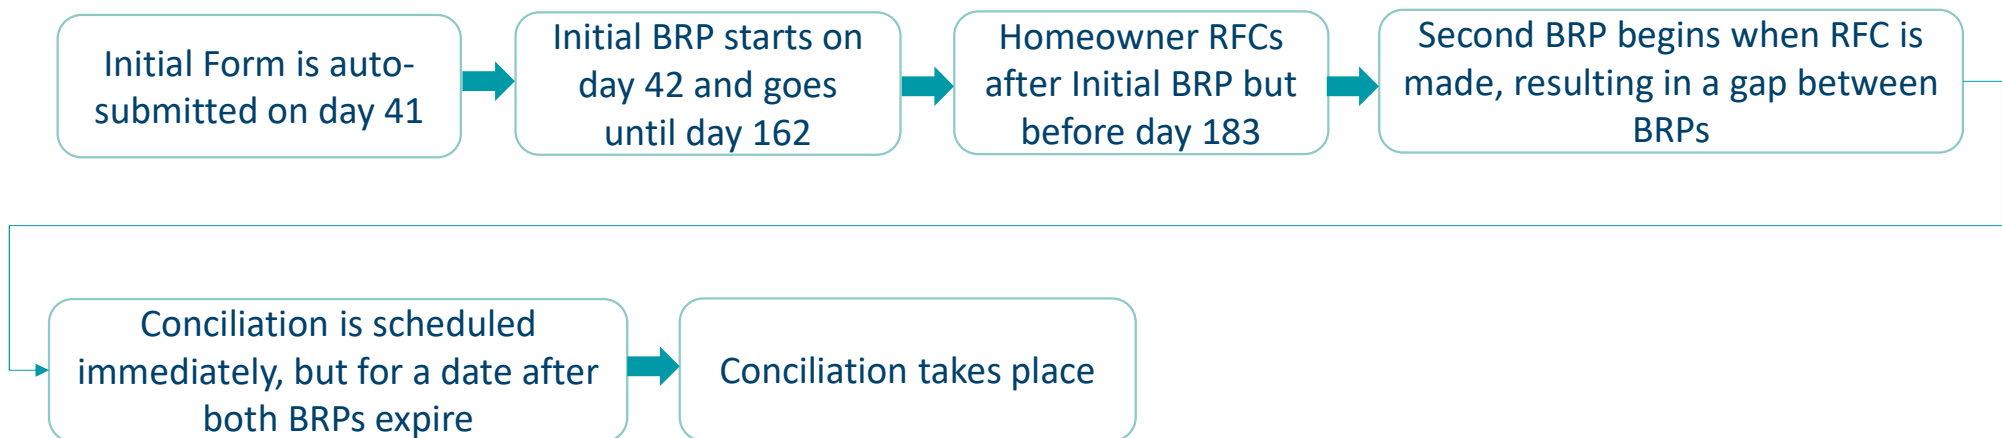 Initial Form is auto-
submitted on day 41
Initial BRP starts on
day 42 and goes
until day 162
Homeowner RFCs
after Initial BRP but
before day 183
Second BRP begins when RFC is
made, resulting in a gap between
BRPs
Conciliation is scheduled
immediately, but for a date after
both BRPs expire
Conciliation takes place